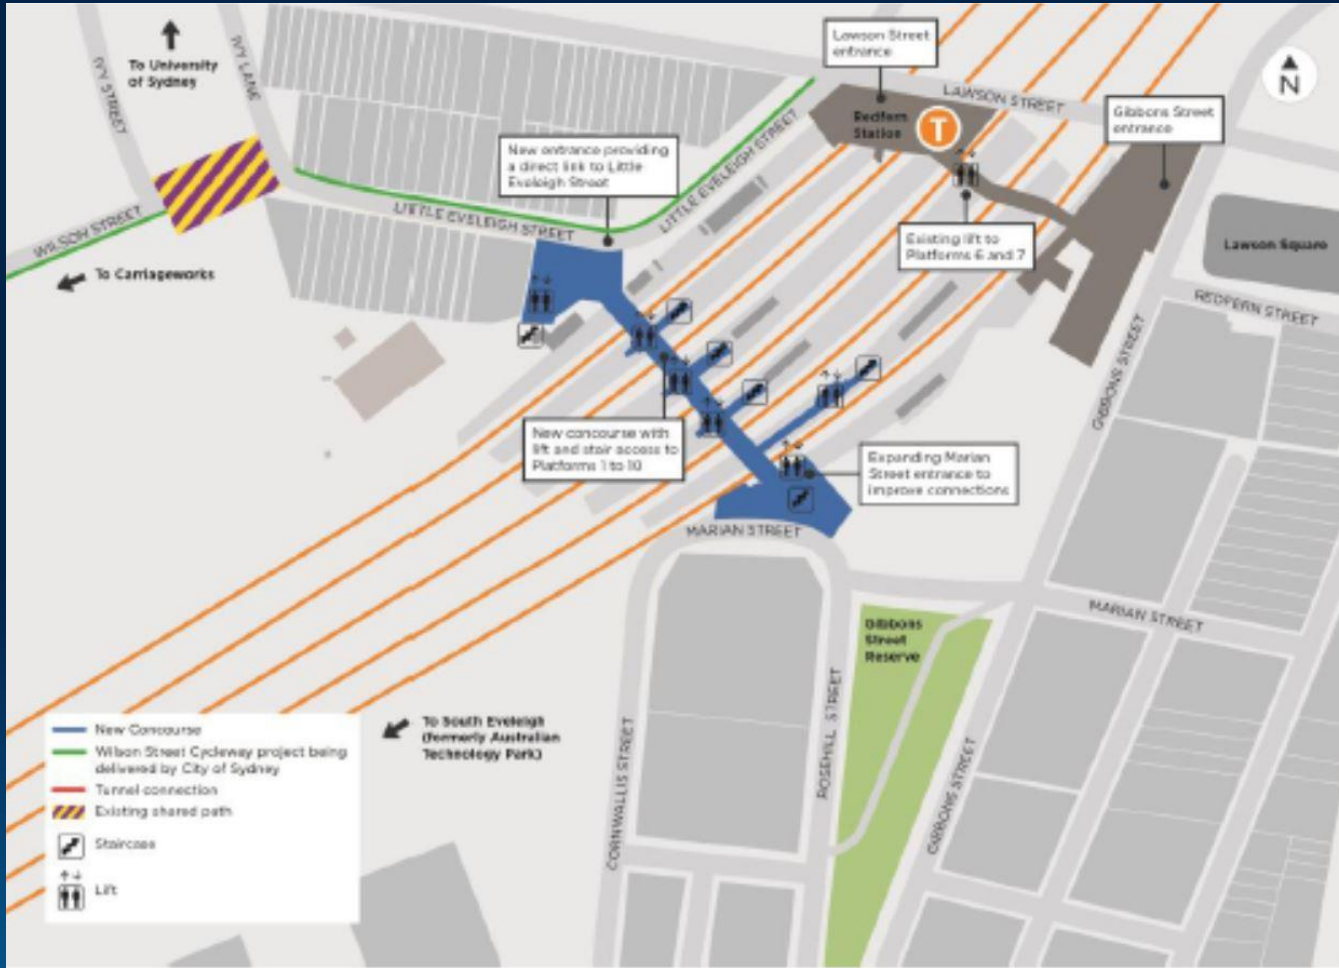 Lawson Street
entrance
N
To University
of Sydney
IVY STREET
IVY LANE
LAWSON STREET
Gibbons Street
entrance
Redfern
Station
T
New entrance providing
a direct link to Little
Eveleigh Street
LITTLE EVELEIGH STREET
LITTLE EVELEIGH STREET
WILSON STREET
To Carriageworks
Existing lift to
Platforms 6 and 7
Lawson Square
REDFERN STREET
GIBBONS STREET
New concourse with
lift and stair access to
Platforms 1 to 10
Expanding Marian
Street entrance to
improve connections
MARIAN STREET
MARIAN STREET
Gibbons
Street
Reserve
ROSEHILL STREET
CORNWALLIS STREET
GIBBONS STREET
To South Eveleigh
(formerly Australian
Technology Park)
New Concourse
Wilson Street Cycleway project being
delivered by City of Sydney
Tunnel connection
Existing shared path
Staircase
Lift